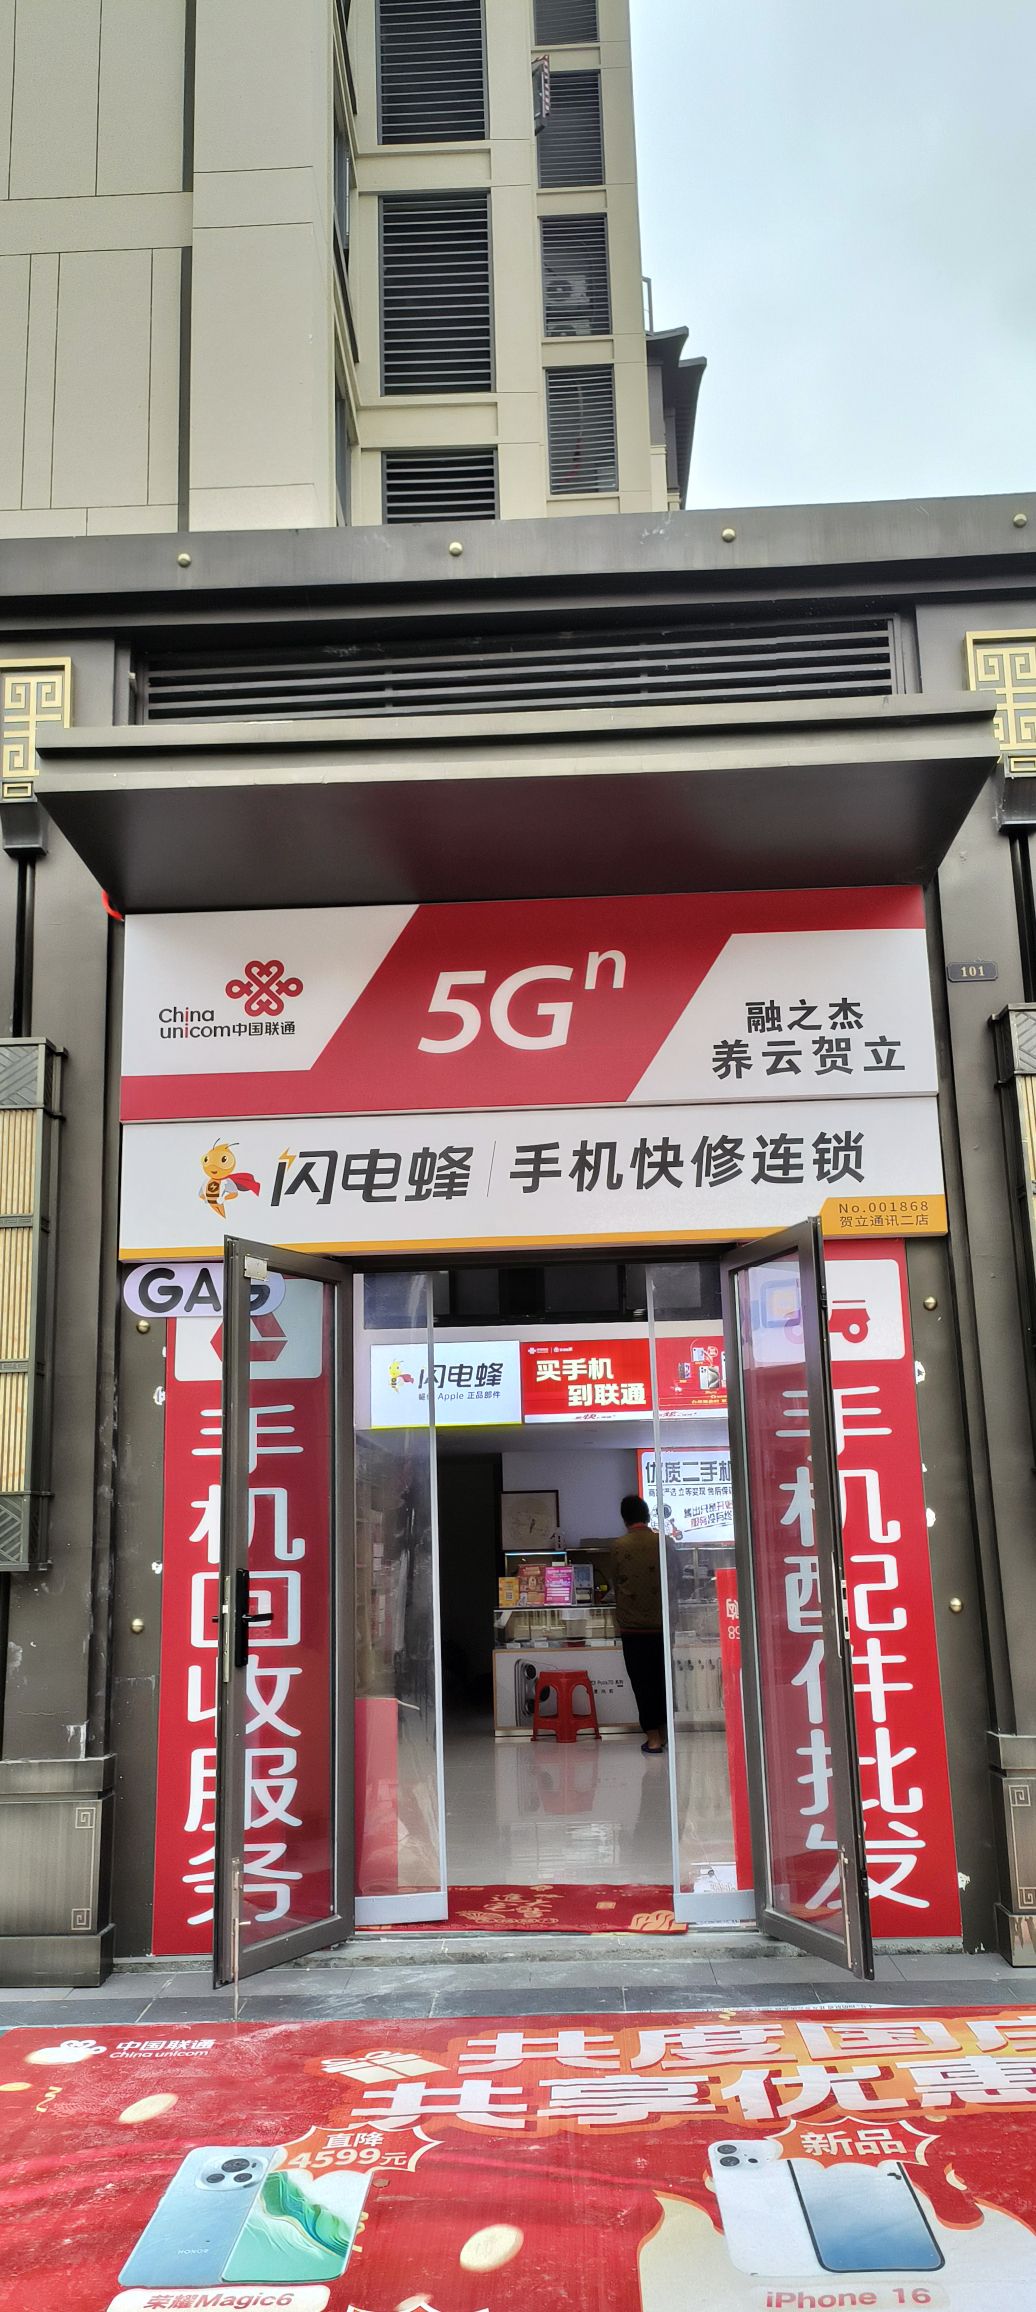 China
unicom中国联通
5Gⁿ
融之杰
养云贺立
101
闪电蜂
手机快修连锁
No.001868
贺立通讯二店
手机回收服务
闪电蜂
Apple 正品部件
买手机
到联通
优质二手机
手机配件批发
中国联通
China unicom
共度国庆
共享优惠
直降
4599元
新品
HONOR
荣耀Magic6
iPhone 16